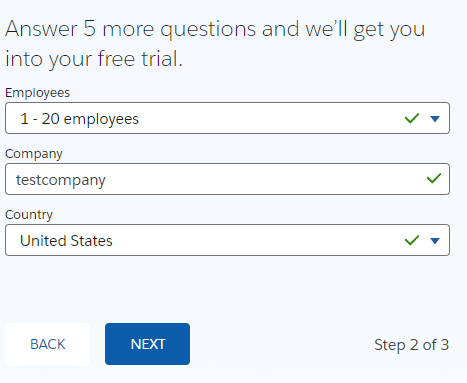 Answer 5 more questions and we’ll get you
into your free trial.
Employees
1 - 20 employees
Company
testcompany
Country
United States
BACK
NEXT
Step 2 of 3